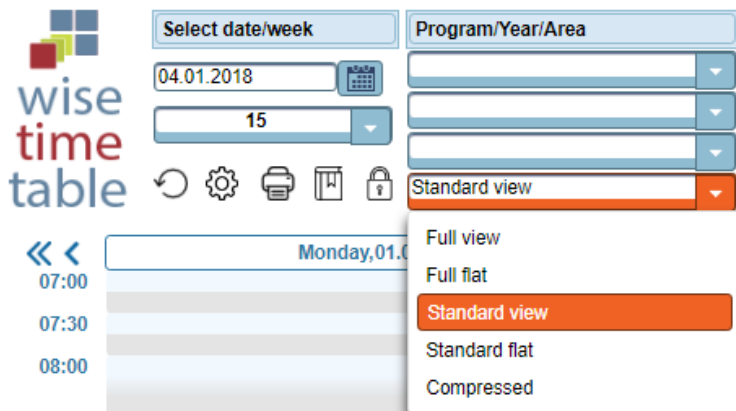 wise
time
table
Select date/week
04.01.2018
15
Program/Year/Area
Standard view
Full view
Full flat
Standard view
Standard flat
Compressed
Monday,01.0
07:00
07:30
08:00